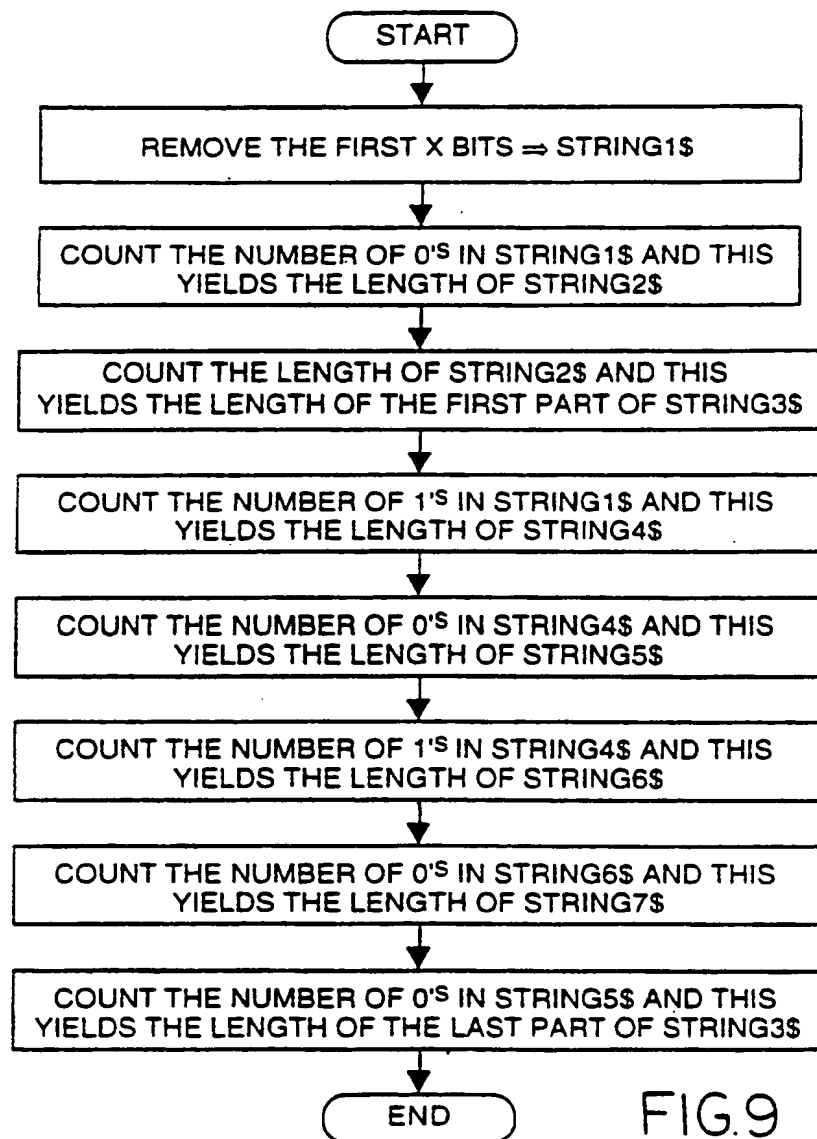 START
REMOVE THE FIRST X BITS ⇒ STRING1$
COUNT THE NUMBER OF 0'S IN STRING1$ AND THIS
YIELDS THE LENGTH OF STRING2$
COUNT THE LENGTH OF STRING2$ AND THIS
YIELDS THE LENGTH OF THE FIRST PART OF STRING3$
COUNT THE NUMBER OF 1'S IN STRING1$ AND THIS
YIELDS THE LENGTH OF STRING4$
COUNT THE NUMBER OF 0'S IN STRING4$ AND THIS
YIELDS THE LENGTH OF STRING5$
COUNT THE NUMBER OF 1'S IN STRING4$ AND THIS
YIELDS THE LENGTH OF STRING6$
COUNT THE NUMBER OF 0'S IN STRING6$ AND THIS
YIELDS THE LENGTH OF STRING7$
COUNT THE NUMBER OF 0'S IN STRING5$ AND THIS
YIELDS THE LENGTH OF THE LAST PART OF STRING3$
END
FIG.9